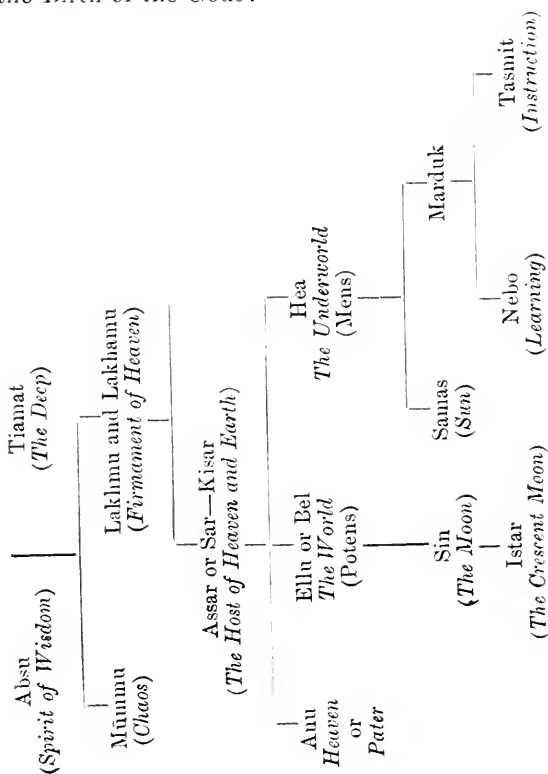 the Birth of the Gods
Absu
(Spirit of Wisdom)
Tiamat
(The Deep)
Mūmmu
(Chaos)
Lakhmu and Lakhamu
(Firmament of Heaven)
Assar or Sar—Kisar
(The Host of Heaven and Earth)
Anu
Heaven
or
Pater
Ellu or Bel
The World
(Potens)
Hea
The Underworld
(Mens)
Sin
(The Moon)
Samas
(Sun)
Marduk
Istar
(The Crescent Moon)
Nebo
(Learning)
Tasmit
(Instruction)